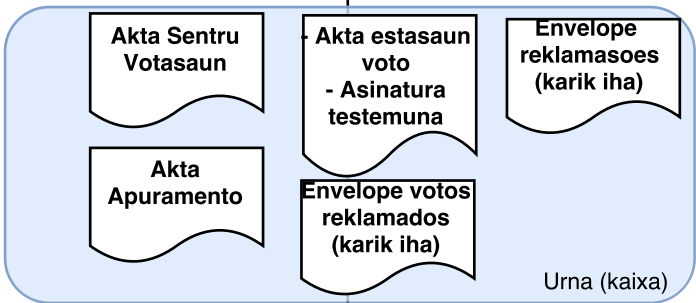 Akta Sentru
Votasaun
- Akta estasaun
voto
- Asinatura
testemuna
Envelope
reklamasoes
(karik iha)
Akta
Apuramento
Envelope votos
reklamados
(karik iha)
Urna (kaixa)